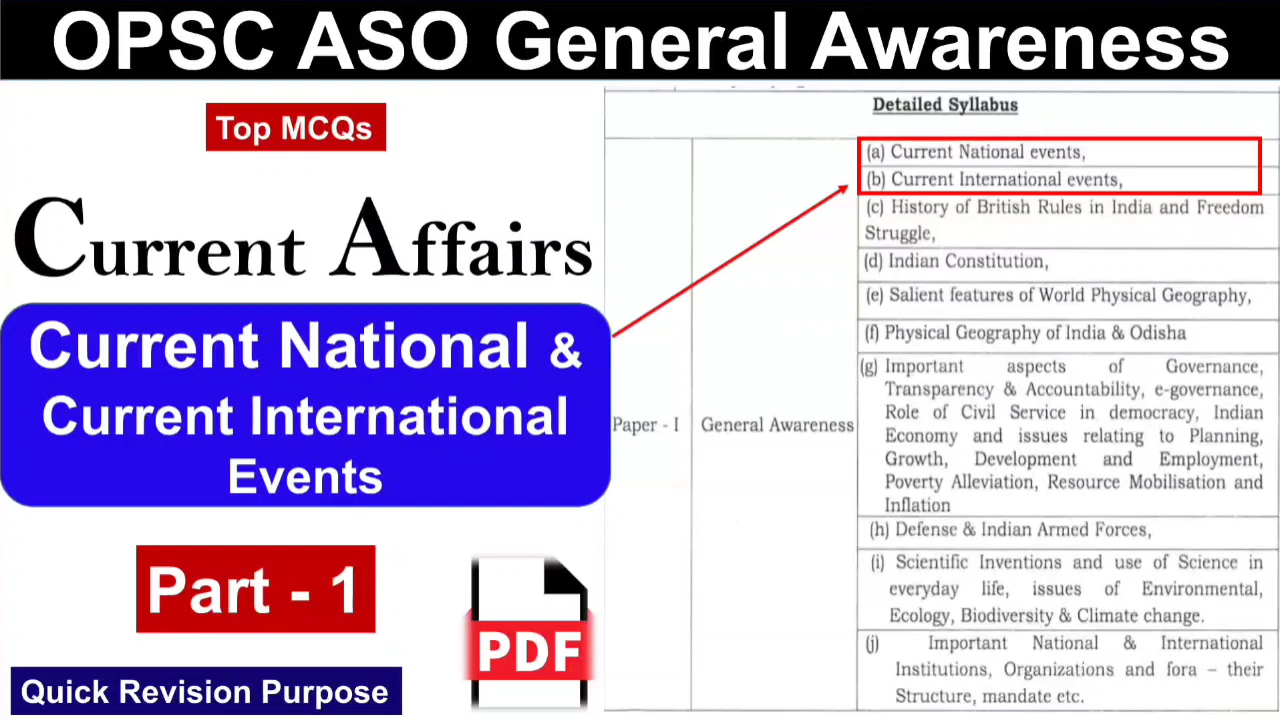 OPSC ASO General Awareness
Top MCQs
Current Affairs
Current National &
Current International
Events
Part - 1
PDF
Quick Revision Purpose
Detailed Syllabus
Paper - I
General Awareness
(a) Current National events,
(b) Current International events,
(c) History of British Rules in India and Freedom
Struggle,
(d) Indian Constitution,
(e) Salient features of World Physical Geography,
(f) Physical Geography of India & Odisha
(g) Important aspects of Governance,
Transparency & Accountability, e-governance,
Role of Civil Service in democracy, Indian
Economy and issues relating to Planning,
Growth, Development and Employment,
Poverty Alleviation, Resource Mobilisation and
Inflation
(h) Defense & Indian Armed Forces,
(i) Scientific Inventions and use of Science in
everyday life, issues of Environmental,
Ecology, Biodiversity & Climate change.
(j) Important National & International
Institutions, Organizations and fora – their
Structure, mandate etc.